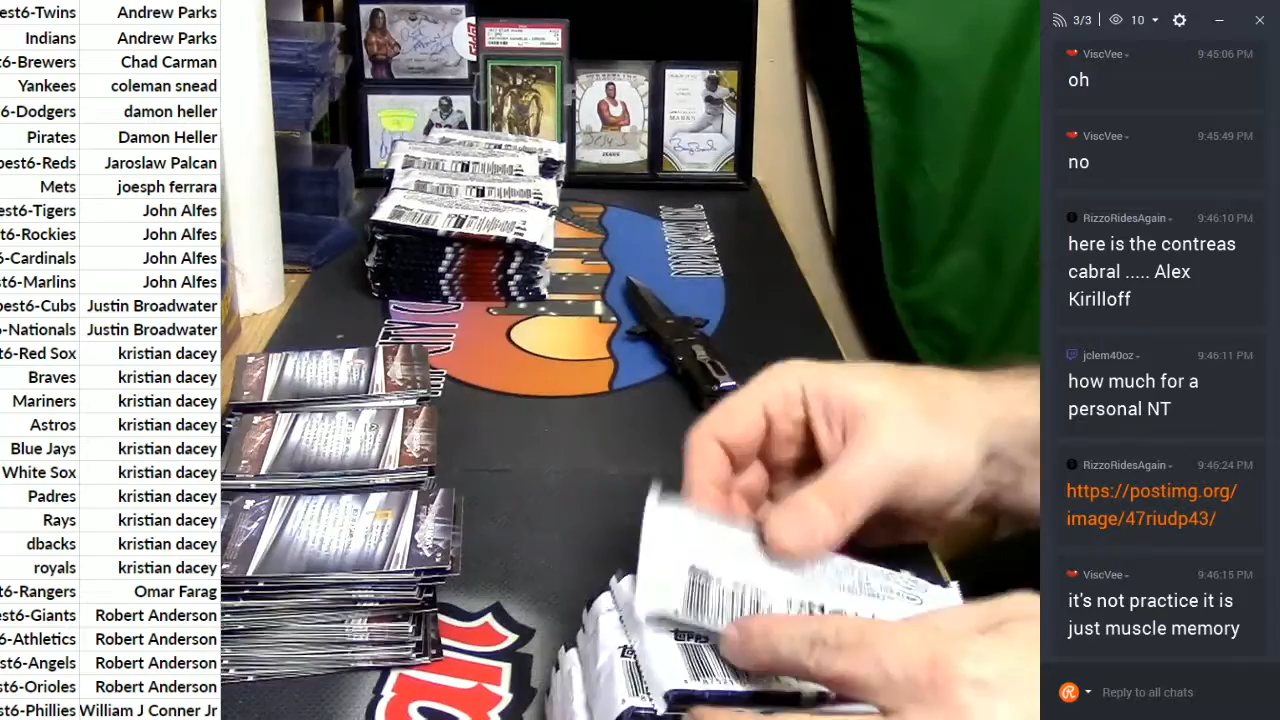 st6-Twins Andrew Parks
Indians Andrew Parks
t6-Brewers Chad Carman
Yankees coleman snead
6-Dodgers damon heller
Pirates Damon Heller
best6-Reds Jaroslaw Palcan
Mets joesph ferrara
est6-Tigers John Alfes
st6-Rockies John Alfes
6-Cardinals John Alfes
st6-Marlins John Alfes
best6-Cubs Justin Broadwater
6-Nationals Justin Broadwater
t6-Red Sox kristian dacey
Braves kristian dacey
Mariners kristian dacey
Astros kristian dacey
Blue Jays kristian dacey
White Sox kristian dacey
Padres kristian dacey
Rays kristian dacey
dbacks kristian dacey
royals kristian dacey
t6-Rangers Omar Farag
est6-Giants Robert Anderson
6-Athletics Robert Anderson
st6-Angels Robert Anderson
st6-Orioles Robert Anderson
st6-Phillies William J Conner Jr
topps
3/3 10
ViscVee 9:45:06 PM
oh
ViscVee 9:45:49 PM
no
RizzoRidesAgain 9:46:10 PM
here is the contreas
cabral ..... Alex
Kirilloff
jclem40oz 9:46:11 PM
how much for a
personal NT
RizzoRidesAgain 9:46:24 PM
https://postimg.org/
image/47riudp43/
ViscVee 9:46:15 PM
it's not practice it is
just muscle memory
Reply to all chats